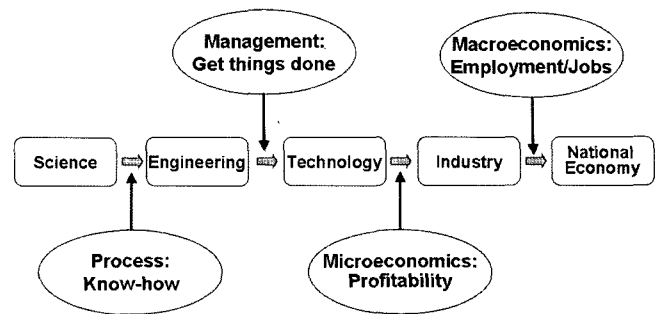 Management:
Get things done
Macroeconomics:
Employment/Jobs
Science
Engineering
Technology
Industry
National
Economy
Process:
Know-how
Microeconomics:
Profitability